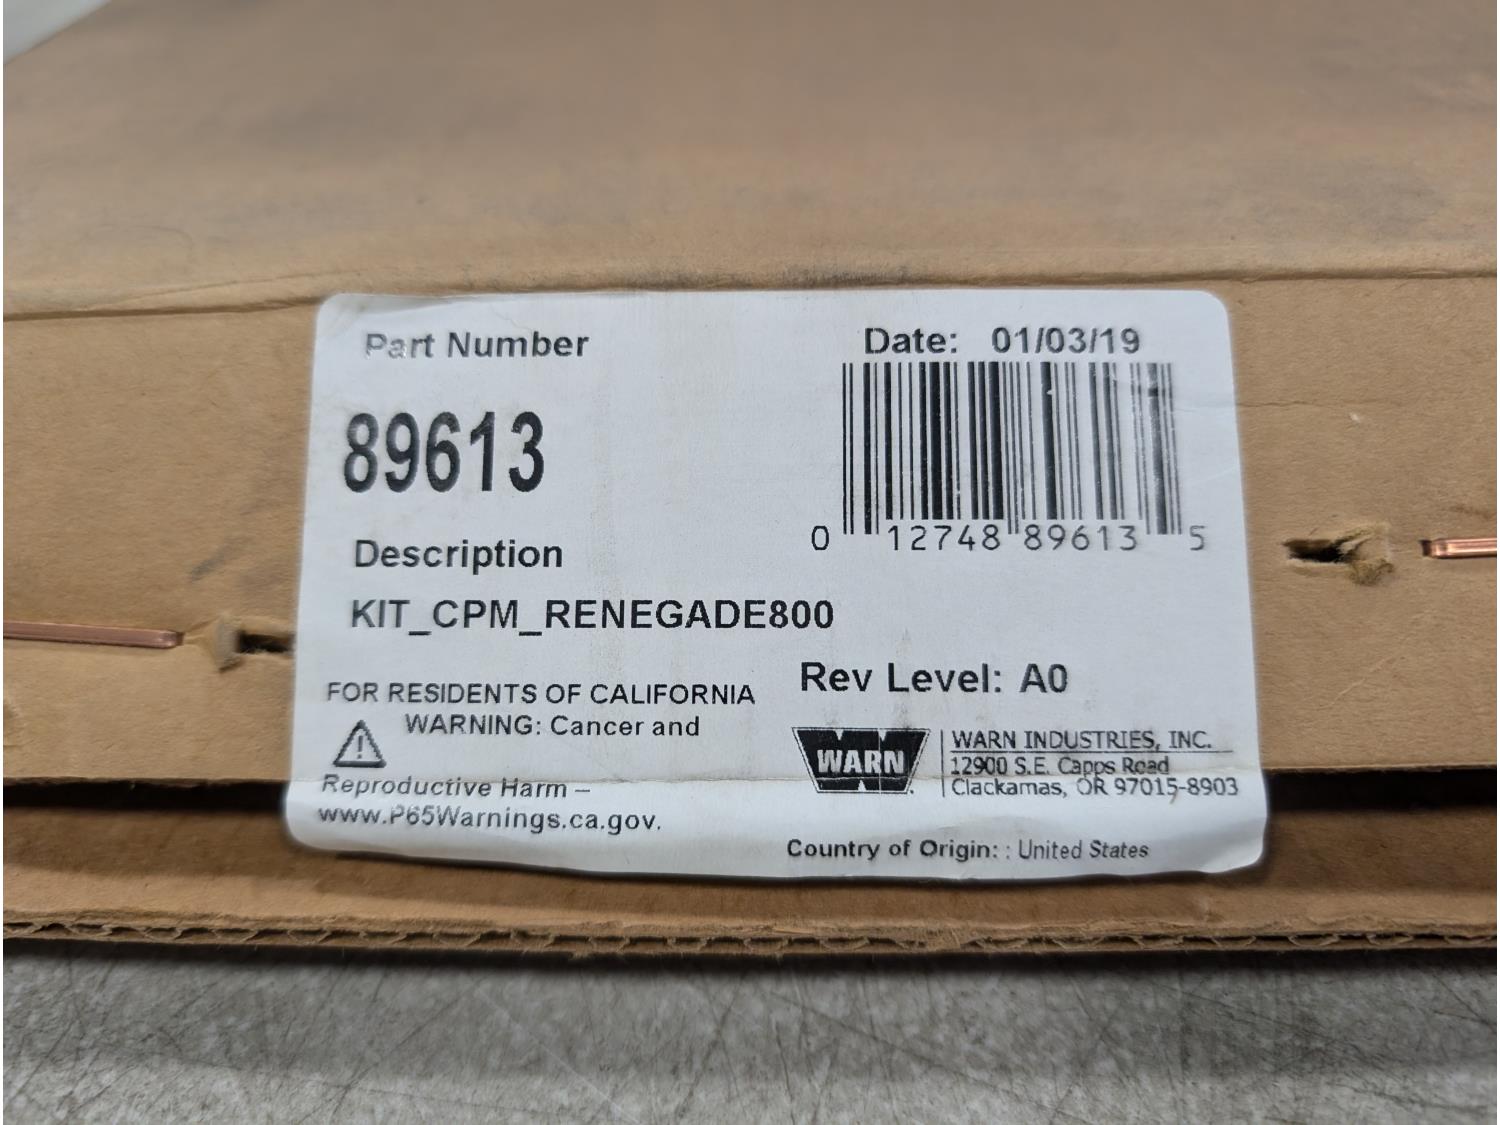 Part Number
Date: 01/03/19
89613
0 12748 89613 5
Description
KIT_CPM_RENEGADE800
Rev Level: A0
FOR RESIDENTS OF CALIFORNIA
WARNING: Cancer and
Reproductive Harm –
www.P65Warnings.ca.gov.
WARN
WARN INDUSTRIES, INC.
12900 S.E. Capps Road
Clackamas, OR 97015-8903
Country of Origin: : United States